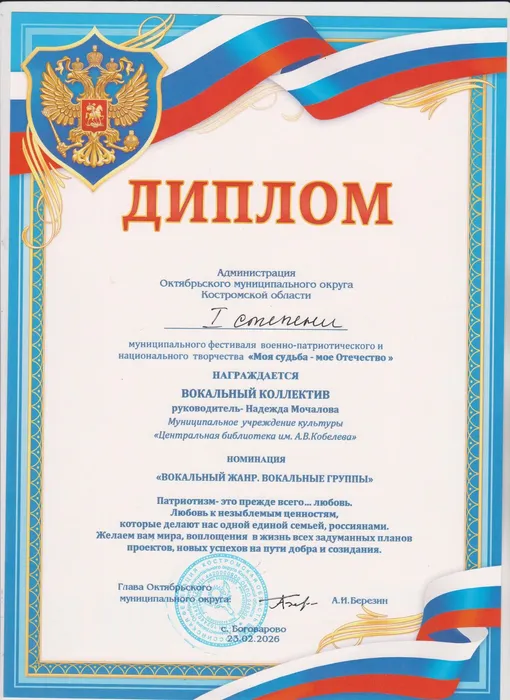 ДИПЛОМ
Администрация
Октябрьского муниципального округа
Костромской области
I степени
муниципального фестиваля военно-патриотического и
национального творчества «Моя судьба - мое Отечество »
НАГРАЖДАЕТСЯ
ВОКАЛЬНЫЙ КОЛЛЕКТИВ
руководитель- Надежда Мочалова
Муниципальное учреждение культуры
«Центральная библиотека им. А.В.Кобелева»
НОМИНАЦИЯ
«ВОКАЛЬНЫЙ ЖАНР. ВОКАЛЬНЫЕ ГРУППЫ»
Патриотизм- это прежде всего... любовь.
Любовь к незыблемым ценностям,
которые делают нас одной единой семьей, россиянами.
Желаем вам мира, воплощения в жизнь всех задуманных планов
проектов, новых успехов на пути добра и созидания.
Глава Октябрьского
муниципального округа: А.И.Березин
с. Боговарово
23.02.2026